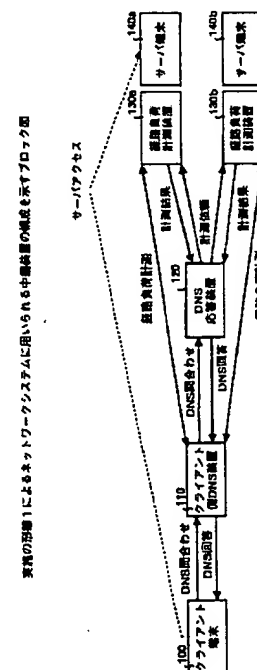 実施の形態1によるネットワークシステムに用いられる中継装置の構成を示すブロック図
サーバアクセス
140a
サーバ端末
140b
サーバ端末
130a
経路負荷
計測装置
130b
経路負荷
計測装置
経路負荷計測
計測結果
計測依頼
計測結果
120
DNS
応答装置
DNS問合わせ
DNS回答
110
クライアント
側DNS装置
DNS問合わせ
DNS回答
100
クライアント
端末